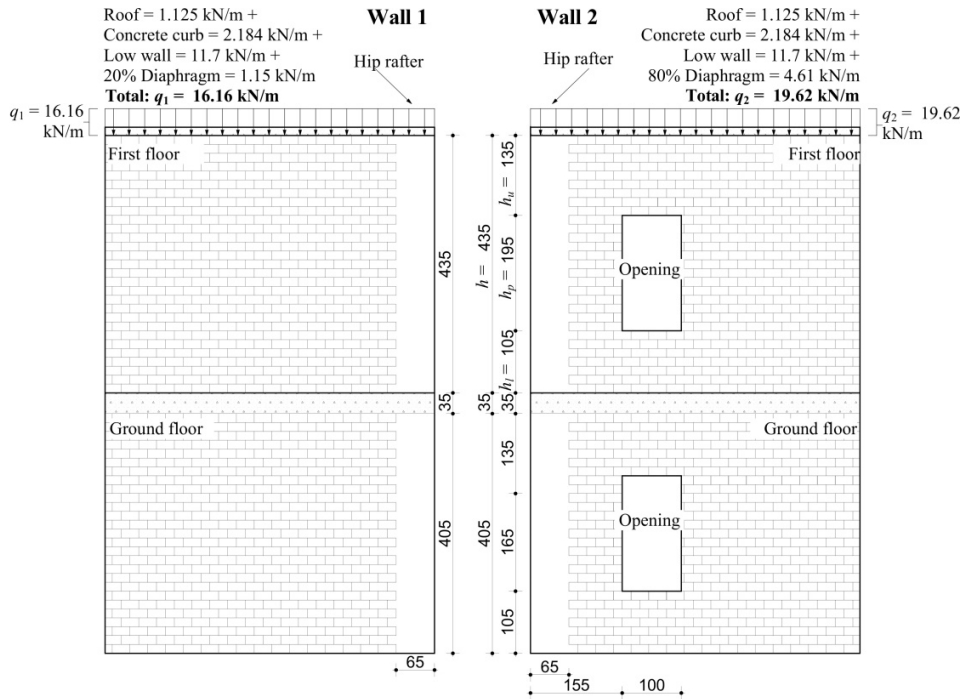 Roof = 1.125 kN/m +
Concrete curb = 2.184 kN/m +
Low wall = 11.7 kN/m +
20% Diaphragm = 1.15 kN/m
Total: q₁ = 16.16 kN/m
Wall 1
Hip rafter
q₁ = 16.16
kN/m
First floor
435
35
Ground floor
405
65
Wall 2
Roof = 1.125 kN/m +
Concrete curb = 2.184 kN/m +
Low wall = 11.7 kN/m +
80% Diaphragm = 4.61 kN/m
Total: q₂ = 19.62 kN/m
Hip rafter
q₂ = 19.62
kN/m
First floor
h = 435
hᵤ = 135
hₚ = 195
hₗ = 105
Opening
35
35
Ground floor
405
135
165
105
Opening
65
155
100